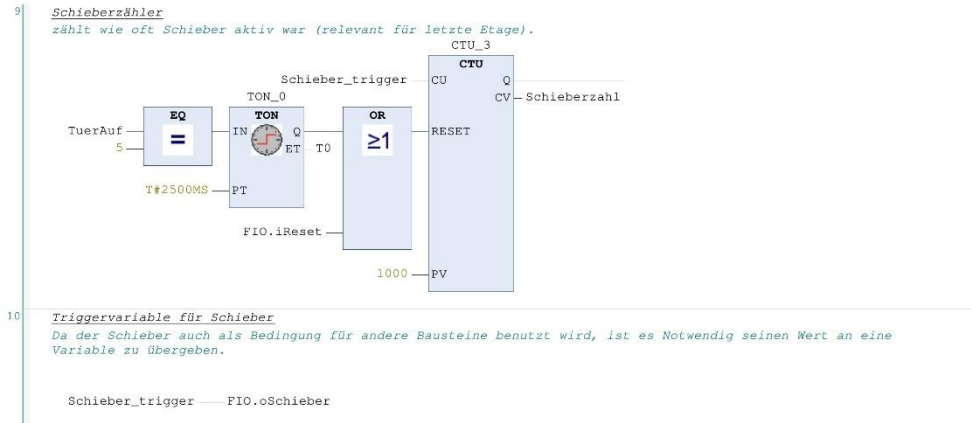 9
Schieberzähler
zählt wie oft Schieber aktiv war (relevant für letzte Etage).
CTU_3
CTU
Schieber_trigger CU Q
CV Schieberzahl
TON_0
EQ TON OR
TuerAuf = IN Q ≥1 RESET
5 ET T0
T#2500MS PT
FIO.iReset
1000 PV
10
Triggervariable für Schieber
Da der Schieber auch als Bedingung für andere Bausteine benutzt wird, ist es Notwendig seinen Wert an eine
Variable zu übergeben.
Schieber_trigger FIO.oSchieber